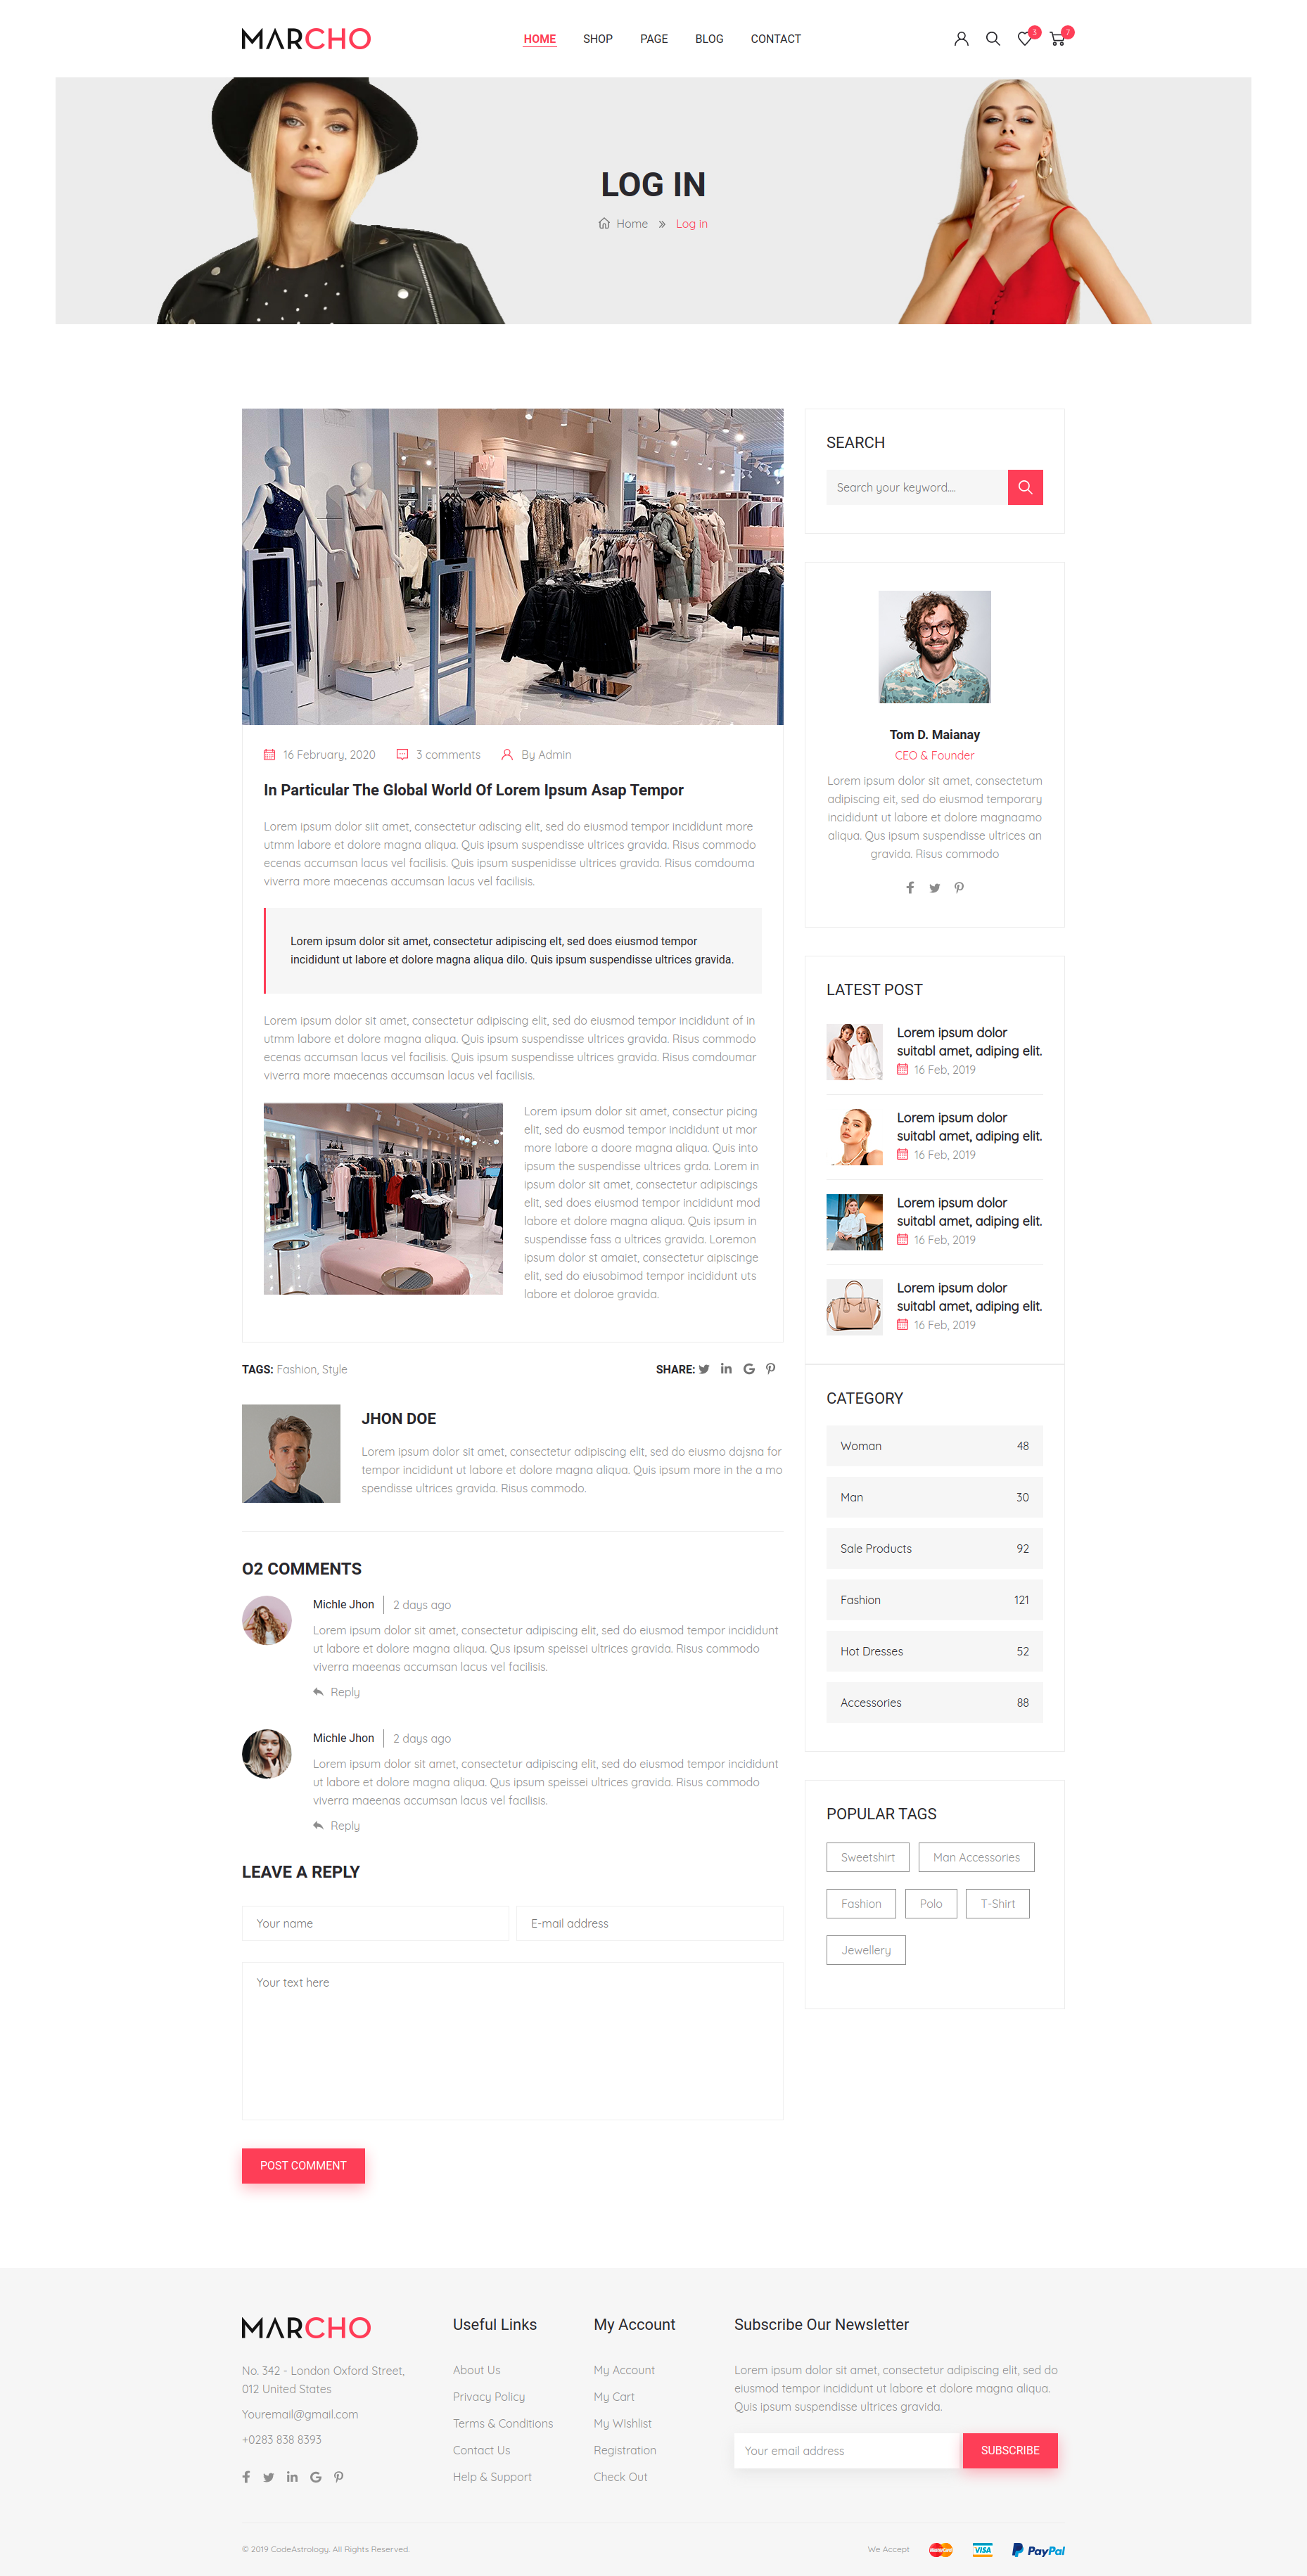 MARCHO
HOME SHOP PAGE BLOG CONTACT
3 7
LOG IN
Home » Log in
16 February, 2020 3 comments By Admin
In Particular The Global World Of Lorem Ipsum Asap Tempor
Lorem ipsum dolor siit amet, consectetur adiscing elit, sed do eiusmod tempor incididunt more
utmm labore et dolore magna aliqua. Quis ipsum suspendisse ultrices gravida. Risus commodo
ecenas accumsan lacus vel facilisis. Quis ipsum suspenidisse ultrices gravida. Risus comdouma
viverra more maecenas accumsan lacus vel facilisis.
Lorem ipsum dolor sit amet, consectetur adipiscing elt, sed does eiusmod tempor
incididunt ut labore et dolore magna aliqua dilo. Quis ipsum suspendisse ultrices gravida.
Lorem ipsum dolor sit amet, consectetur adipiscing elit, sed do eiusmod tempor incididunt of in
utmm labore et dolore magna aliqua. Quis ipsum suspendisse ultrices gravida. Risus commodo
ecenas accumsan lacus vel facilisis. Quis ipsum suspendisse ultrices gravida. Risus comdoumar
viverra more maecenas accumsan lacus vel facilisis.
Lorem ipsum dolor sit amet, consectur picing
elit, sed do eusmod tempor incididunt ut mor
more labore a doore magna aliqua. Quis into
ipsum the suspendisse ultrices grda. Lorem in
ipsum dolor sit amet, consectetur adipiscings
elit, sed does eiusmod tempor incididunt mod
labore et dolore magna aliqua. Quis ipsum in
suspendisse fass a ultrices gravida. Loremon
ipsum dolor st amaiet, consectetur aipiscinge
elit, sed do eiusobimod tempor incididunt uts
labore et doloroe gravida.
TAGS: Fashion, Style
SHARE:
JHON DOE
Lorem ipsum dolor sit amet, consectetur adipiscing elit, sed do eiusmo dajsna for
tempor incididunt ut labore et dolore magna aliqua. Quis ipsum more in the a mo
spendisse ultrices gravida. Risus commodo.
O2 COMMENTS
Michle Jhon 2 days ago
Lorem ipsum dolor sit amet, consectetur adipiscing elit, sed do eiusmod tempor incididunt
ut labore et dolore magna aliqua. Qus ipsum speissei ultrices gravida. Risus commodo
viverra maeenas accumsan lacus vel facilisis.
Reply
Michle Jhon 2 days ago
Lorem ipsum dolor sit amet, consectetur adipiscing elit, sed do eiusmod tempor incididunt
ut labore et dolore magna aliqua. Qus ipsum speissei ultrices gravida. Risus commodo
viverra maeenas accumsan lacus vel facilisis.
Reply
LEAVE A REPLY
Your name
E-mail address
Your text here
POST COMMENT
SEARCH
Search your keyword....
Tom D. Maianay
CEO & Founder
Lorem ipsum dolor sit amet, consectetum
adipiscing eit, sed do eiusmod temporary
incididunt ut labore et dolore magnaamo
aliqua. Qus ipsum suspendisse ultrices an
gravida. Risus commodo
LATEST POST
Lorem ipsum dolor
suitabl amet, adiping elit.
16 Feb, 2019
Lorem ipsum dolor
suitabl amet, adiping elit.
16 Feb, 2019
Lorem ipsum dolor
suitabl amet, adiping elit.
16 Feb, 2019
Lorem ipsum dolor
suitabl amet, adiping elit.
16 Feb, 2019
CATEGORY
Woman 48
Man 30
Sale Products 92
Fashion 121
Hot Dresses 52
Accessories 88
POPULAR TAGS
Sweetshirt Man Accessories
Fashion Polo T-Shirt
Jewellery
MARCHO
No. 342 - London Oxford Street,
012 United States
Youremail@gmail.com
+0283 838 8393
Useful Links
About Us
Privacy Policy
Terms & Conditions
Contact Us
Help & Support
My Account
My Account
My Cart
My WIshlist
Registration
Check Out
Subscribe Our Newsletter
Lorem ipsum dolor sit amet, consectetur adipiscing elit, sed do
eiusmod tempor incididunt ut labore et dolore magna aliqua.
Quis ipsum suspendisse ultrices gravida.
Your email address
SUBSCRIBE
© 2019 CodeAstrology. All Rights Reserved.
We Accept MasterCard VISA PayPal